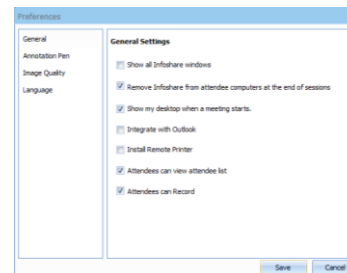 Preferences
General
Annotation Pen
Image Quality
Language
General Settings
Show all Infoshare windows
Remove Infoshare from attendee computers at the end of sessions
Show my desktop when a meeting starts.
Integrate with Outlook
Install Remote Printer
Attendees can view attendee list
Attendees can Record
Save
Cancel